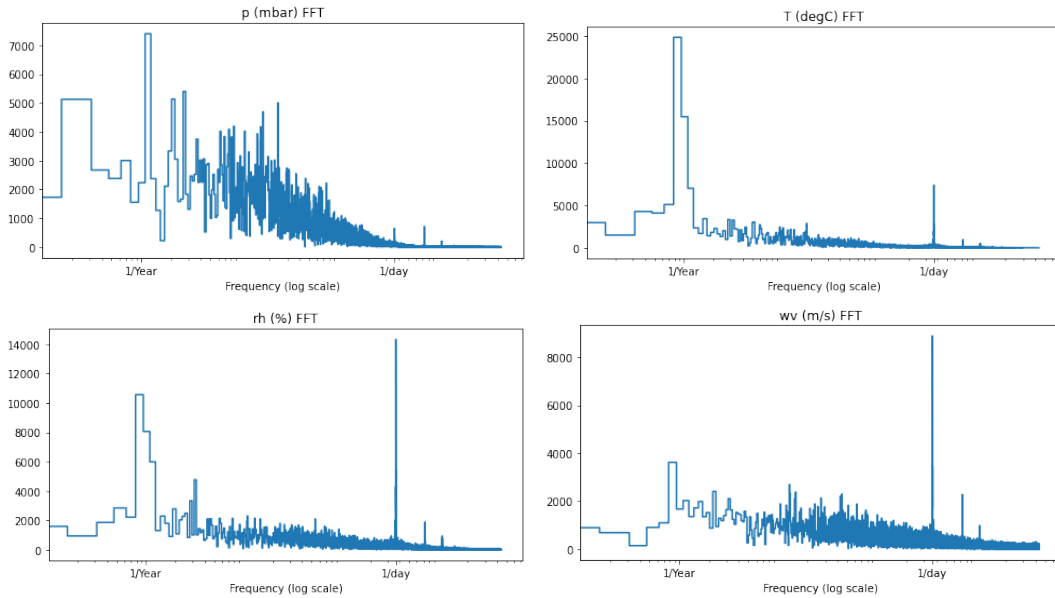 p (mbar) FFT
7000
6000
5000
4000
3000
2000
1000
0
1/Year
1/day
Frequency (log scale)
T (degC) FFT
25000
20000
15000
10000
5000
0
1/Year
1/day
Frequency (log scale)
rh (%) FFT
14000
12000
10000
8000
6000
4000
2000
0
1/Year
1/day
Frequency (log scale)
wv (m/s) FFT
8000
6000
4000
2000
0
1/Year
1/day
Frequency (log scale)